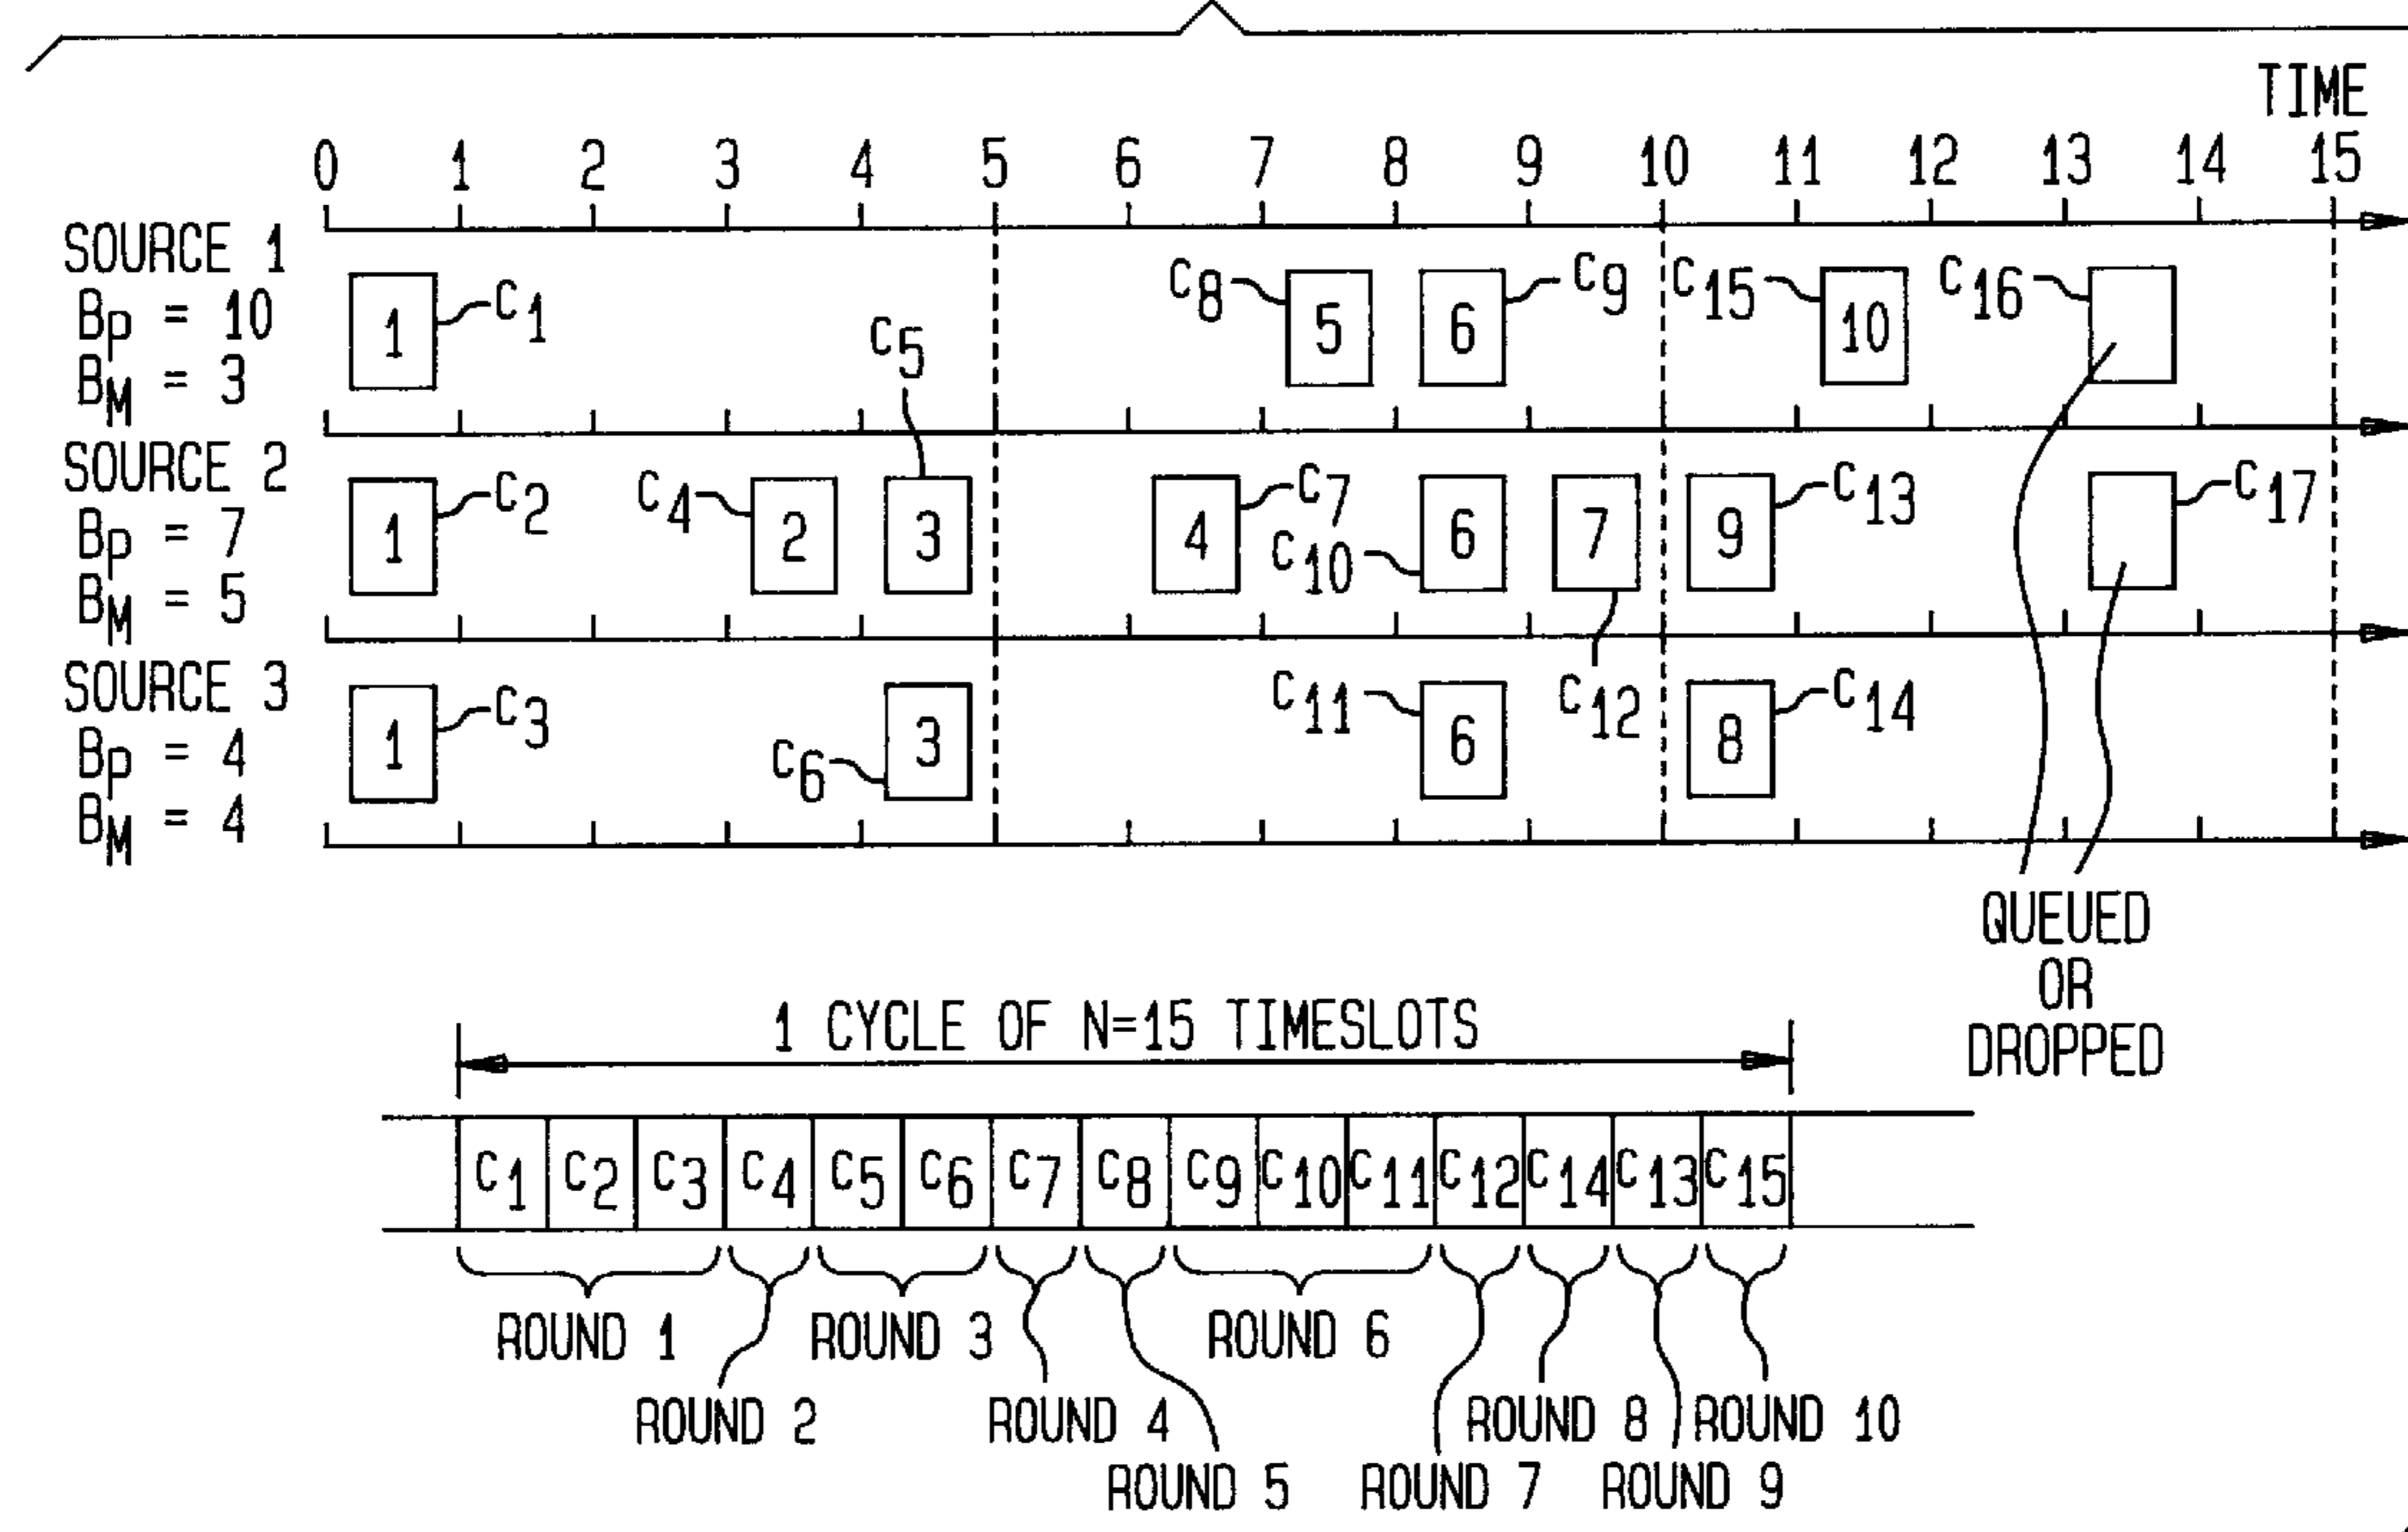 TIME
0 1 2 3 4 5 6 7 8 9 10 11 12 13 14 15
SOURCE 1
BP = 10
BM = 3
1 C1
C5
C8 5
6 C9
C15 10
C16
SOURCE 2
BP = 7
BM = 5
1 C2
C4 2
3
4 C7
C10 6
7
C12
9 C13
C17
SOURCE 3
BP = 4
BM = 4
1 C3
C6 3
C11 6
8 C14
QUEUED
OR
DROPPED
1 CYCLE OF N=15 TIMESLOTS
C1 C2 C3 C4 C5 C6 C7 C8 C9 C10 C11 C12 C14 C13 C15
ROUND 1 ROUND 3 ROUND 6
ROUND 2 ROUND 4 ROUND 8 ROUND 10
ROUND 5 ROUND 7 ROUND 9